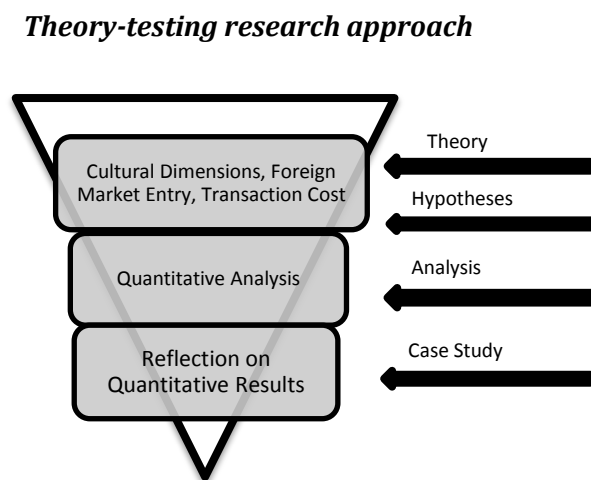 Theory-testing research approach
Theory
Cultural Dimensions, Foreign
Market Entry, Transaction Cost
Hypotheses
Quantitative Analysis
Analysis
Reflection on
Quantitative Results
Case Study